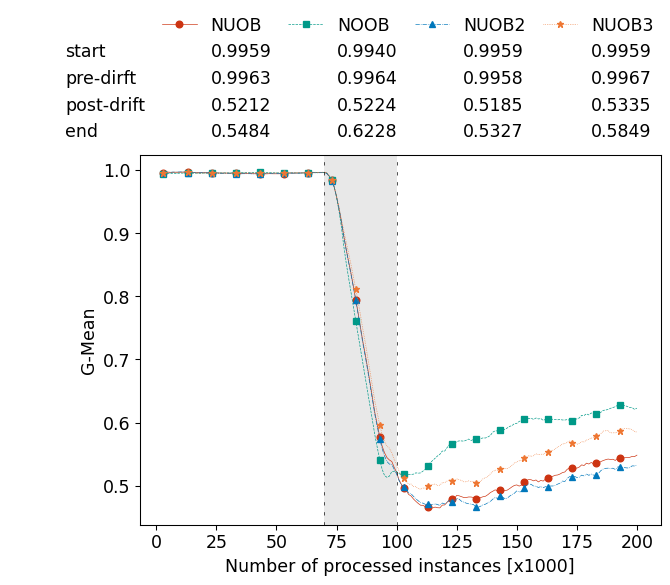 NUOB NOOB NUOB2 NUOB3
start 0.9959 0.9940 0.9959 0.9959
pre-dirft 0.9963 0.9964 0.9958 0.9967
post-drift 0.5212 0.5224 0.5185 0.5335
end 0.5484 0.6228 0.5327 0.5849
1.0
0.9
0.8
0.7
0.6
0.5
G-Mean
0 25 50 75 100 125 150 175 200
Number of processed instances [x1000]